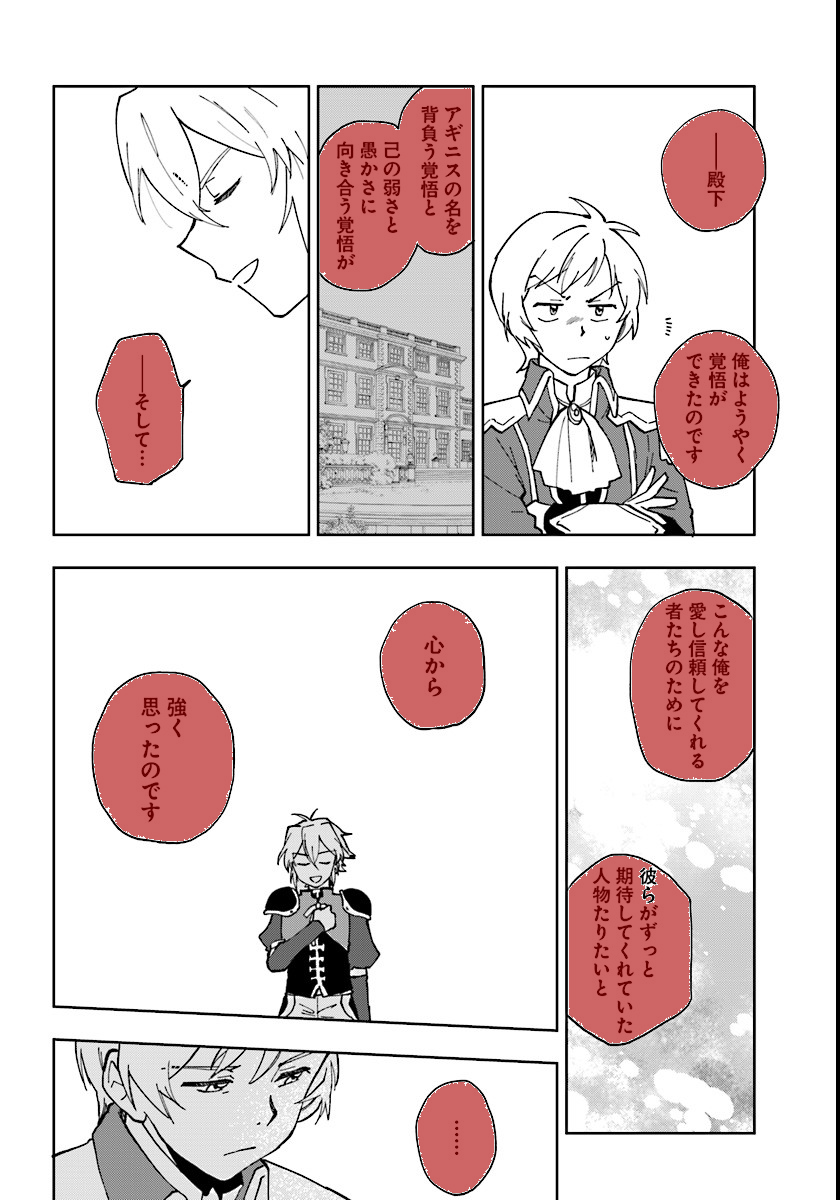 ──殿下
俺はようやく
覚悟が
できたのです
アギニスの名を
背負う覚悟と
己の弱さと
愚かさに
向き合う覚悟が
──そして…
こんな俺を
愛し信頼してくれる
者たちのために
彼らがずっと
期待してくれていた
人物たりたいと
心から
強く
思ったのです
……